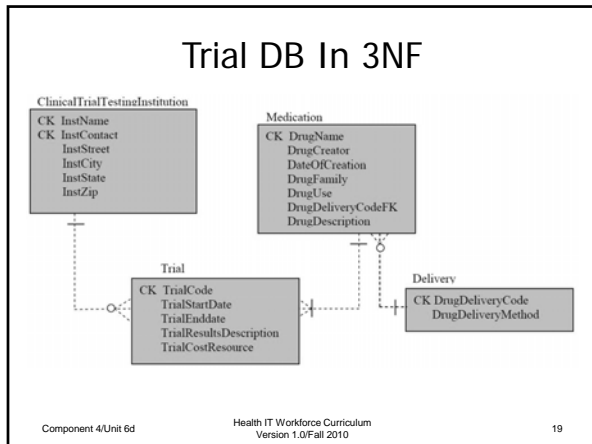 Trial DB In 3NF
ClinicalTrialTestingInstitution
CK InstName
CK InstContact
InstStreet
InstCity
InstState
InstZip
Medication
CK DrugName
DrugCreator
DateOfCreation
DrugFamily
DrugUse
DrugDeliveryCodeFK
DrugDescription
Trial
CK TrialCode
TrialStartDate
TrialEnddate
TrialResultsDescription
TrialCostResource
Delivery
CK DrugDeliveryCode
DrugDeliveryMethod
Component 4/Unit 6d
Health IT Workforce Curriculum
Version 1.0/Fall 2010
19